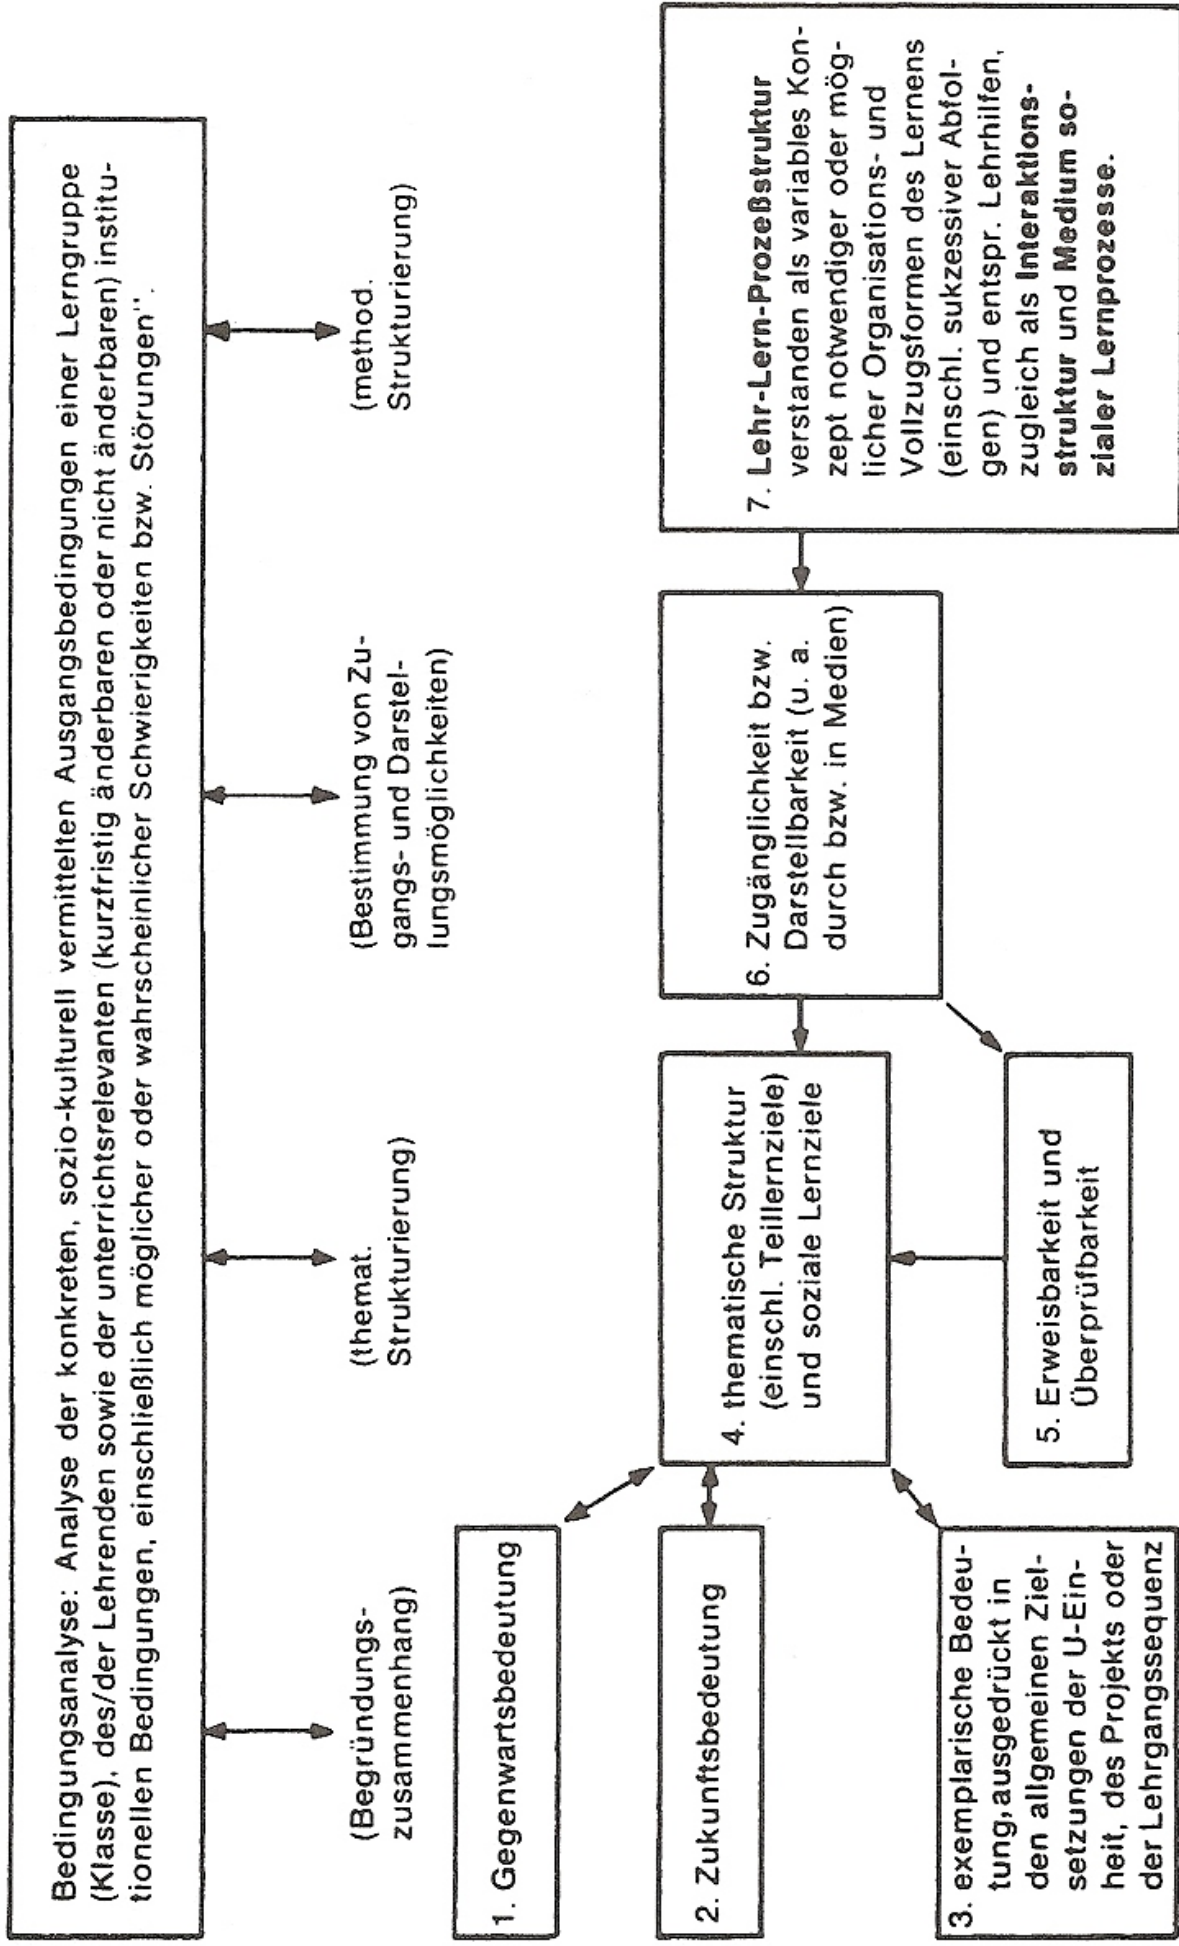 Bedingungsanalyse: Analyse der konkreten, sozio-kulturell vermittelten Ausgangsbedingungen einer Lerngruppe
(Klasse), des/der Lehrenden sowie der unterrichtsrelevanten (kurzfristig änderbaren oder nicht änderbaren) institu-
tionellen Bedingungen, einschließlich möglicher oder wahrscheinlicher Schwierigkeiten bzw. Störungen".
(Begründungs-
zusammenhang)
(themat.
Strukturierung)
(Bestimmung von Zu-
gangs- und Darstel-
lungsmöglichkeiten)
(method.
Strukturierung)
1. Gegenwartsbedeutung
2. Zukunftsbedeutung
3. exemplarische Bedeu-
tung, ausgedrückt in
den allgemeinen Ziel-
setzungen der U-Ein-
heit, des Projekts oder
der Lehrgangssequenz
4. thematische Struktur
(einschl. Teillernziele)
und soziale Lernziele
5. Erweisbarkeit und
Überprüfbarkeit
6. Zugänglichkeit bzw.
Darstellbarkeit (u. a.
durch bzw. in Medien)
7. Lehr-Lern-Prozeßstruktur
verstanden als variables Kon-
zept notwendiger oder mög-
licher Organisations- und
Vollzugsformen des Lernens
(einschl. sukzessiver Abfol-
gen) und entspr. Lehrhilfen,
zugleich als Interaktions-
struktur und Medium so-
zialer Lernprozesse.